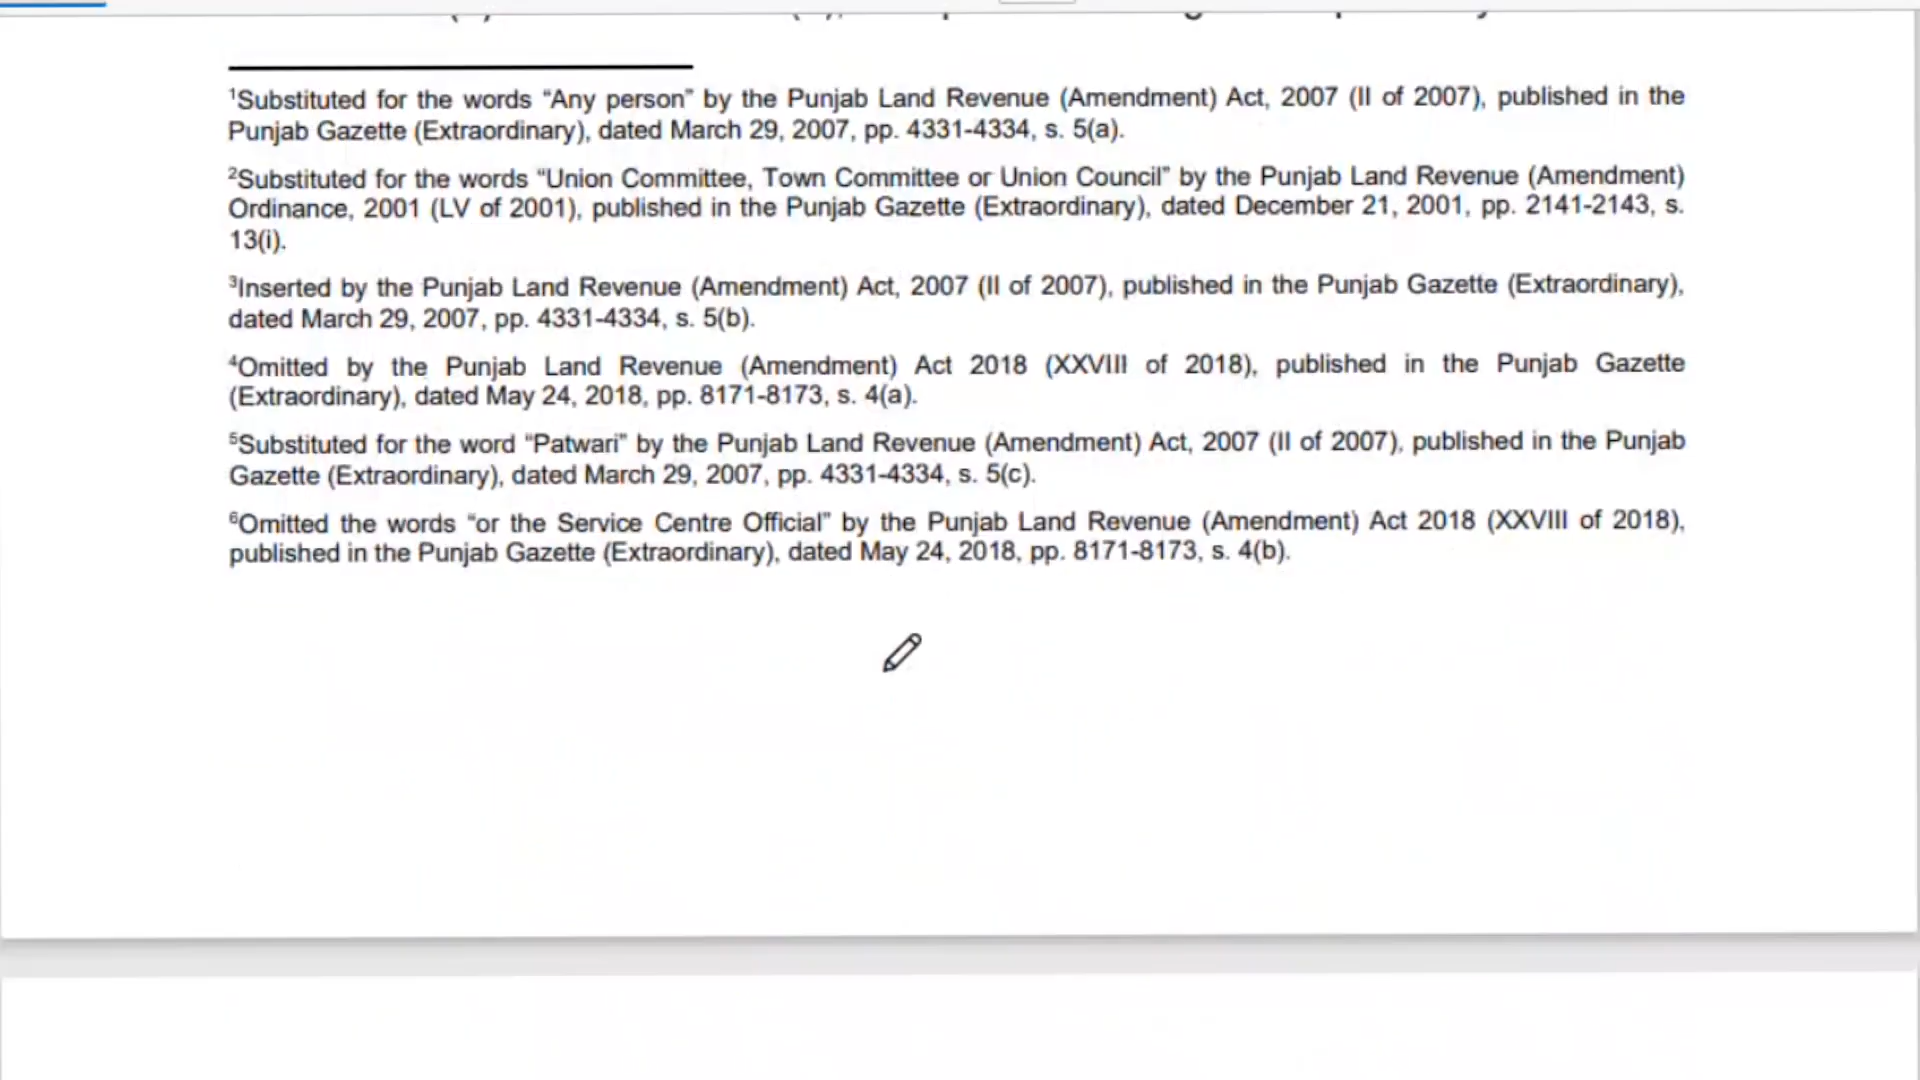 ¹Substituted for the words “Any person” by the Punjab Land Revenue (Amendment) Act, 2007 (II of 2007), published in the
Punjab Gazette (Extraordinary), dated March 29, 2007, pp. 4331-4334, s. 5(a).
²Substituted for the words “Union Committee, Town Committee or Union Council” by the Punjab Land Revenue (Amendment)
Ordinance, 2001 (LV of 2001), published in the Punjab Gazette (Extraordinary), dated December 21, 2001, pp. 2141-2143, s.
13(i).
³Inserted by the Punjab Land Revenue (Amendment) Act, 2007 (II of 2007), published in the Punjab Gazette (Extraordinary),
dated March 29, 2007, pp. 4331-4334, s. 5(b).
⁴Omitted by the Punjab Land Revenue (Amendment) Act 2018 (XXVIII of 2018), published in the Punjab Gazette
(Extraordinary), dated May 24, 2018, pp. 8171-8173, s. 4(a).
⁵Substituted for the word “Patwari” by the Punjab Land Revenue (Amendment) Act, 2007 (II of 2007), published in the Punjab
Gazette (Extraordinary), dated March 29, 2007, pp. 4331-4334, s. 5(c).
⁶Omitted the words “or the Service Centre Official” by the Punjab Land Revenue (Amendment) Act 2018 (XXVIII of 2018),
published in the Punjab Gazette (Extraordinary), dated May 24, 2018, pp. 8171-8173, s. 4(b).